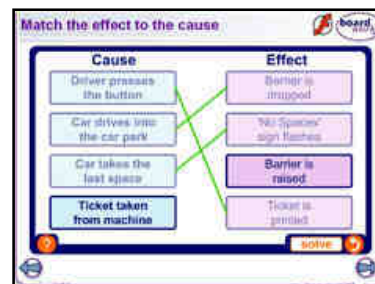 Match the effect to the cause
board
works
Cause
Effect
Driver presses
the button
Barrier is
dropped
Car drives into
the car park
'No Spaces'
sign flashes
Car takes the
last space
Barrier is
raised
Ticket taken
from machine
Ticket is
printed
?
solve